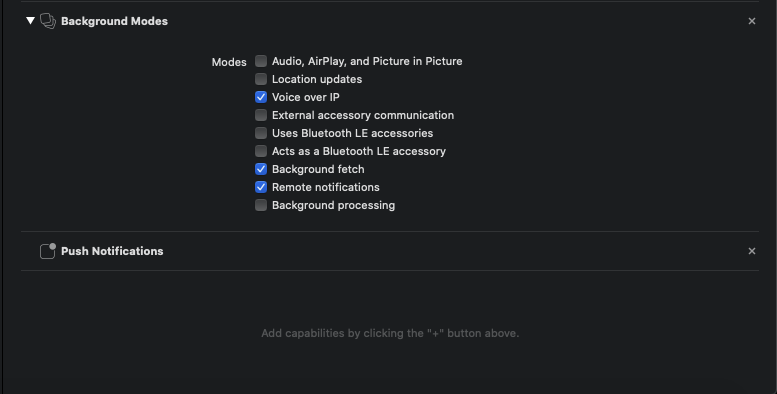 Background Modes
Modes Audio, AirPlay, and Picture in Picture
Location updates
Voice over IP
External accessory communication
Uses Bluetooth LE accessories
Acts as a Bluetooth LE accessory
Background fetch
Remote notifications
Background processing
Push Notifications
Add capabilities by clicking the "+" button above.